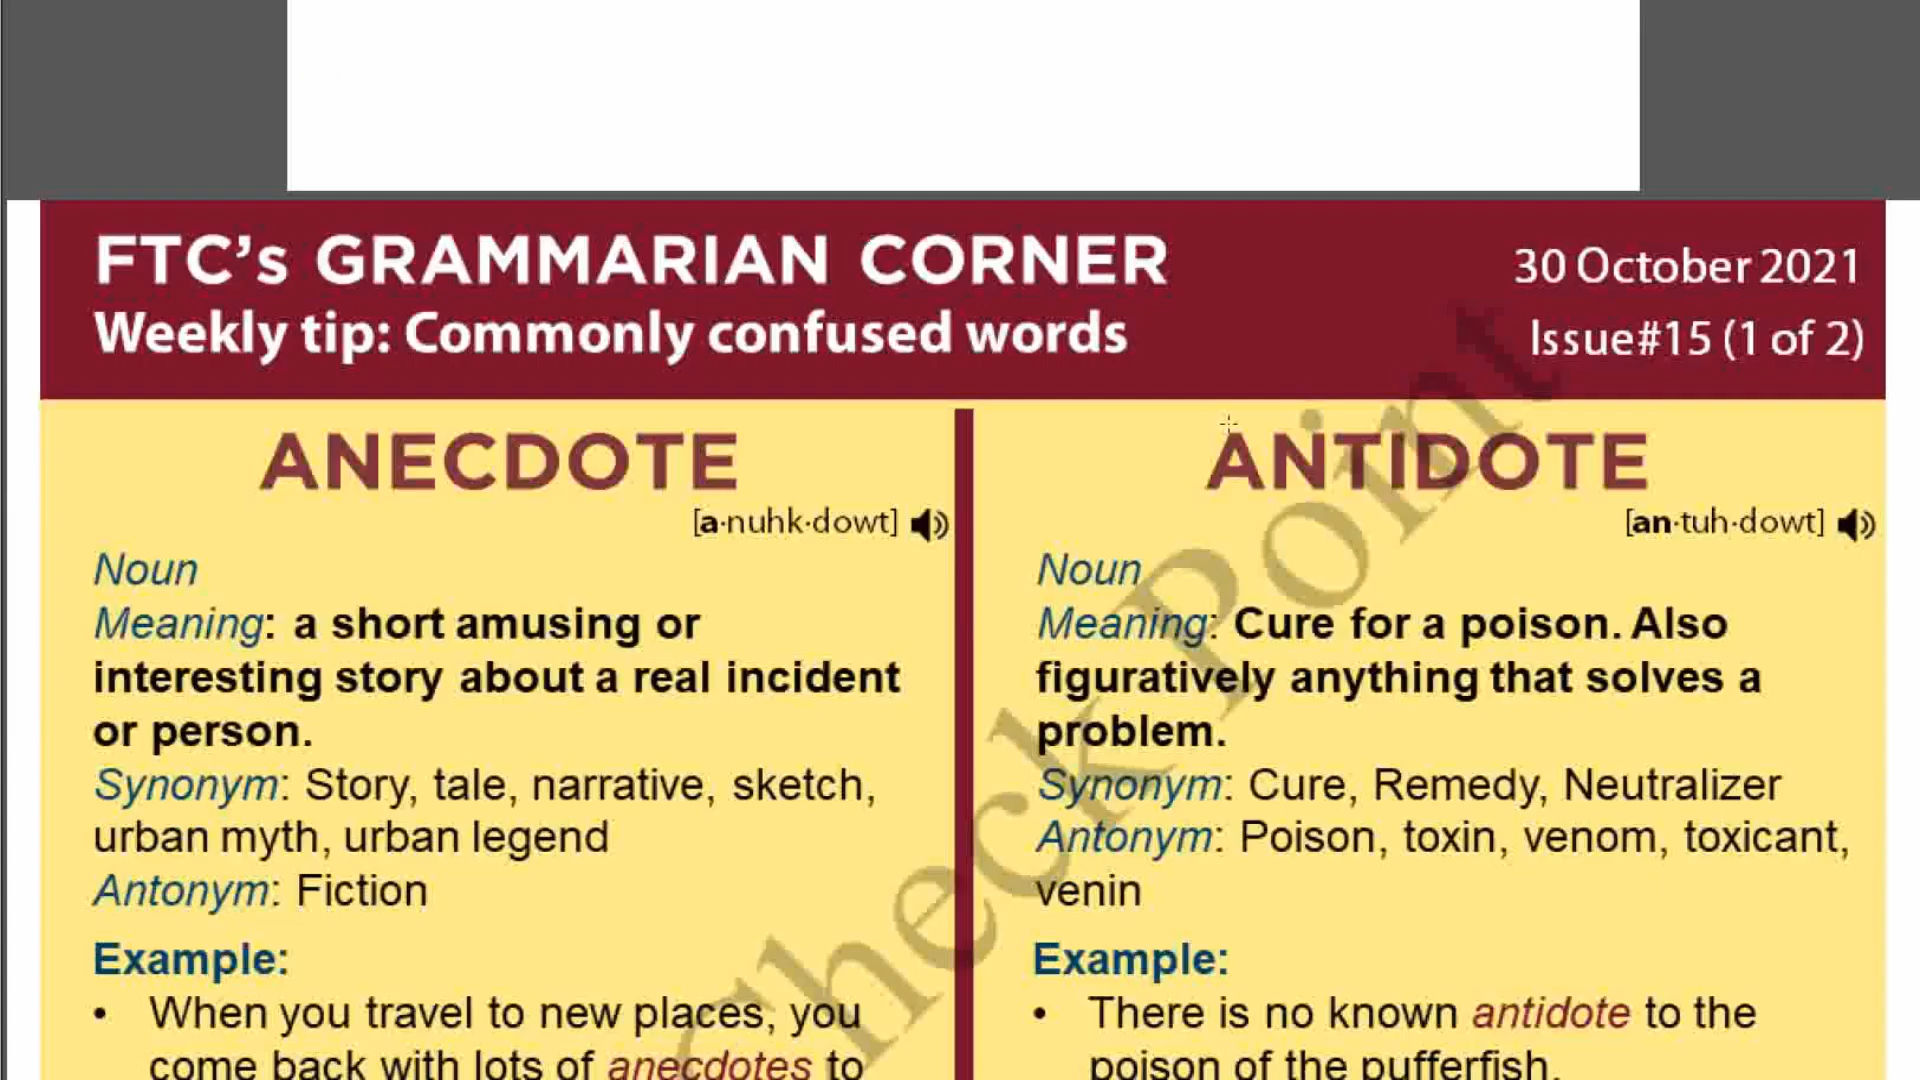 FTC's GRAMMARIAN CORNER
Weekly tip: Commonly confused words
30 October 2021
Issue#15 (1 of 2)
ANECDOTE
[a·nuhk·dowt]
Noun
Meaning: a short amusing or
interesting story about a real incident
or person.
Synonym: Story, tale, narrative, sketch,
urban myth, urban legend
Antonym: Fiction
Example:
• When you travel to new places, you
come back with lots of anecdotes to
ANTIDOTE
[an·tuh·dowt]
Noun
Meaning: Cure for a poison. Also
figuratively anything that solves a
problem.
Synonym: Cure, Remedy, Neutralizer
Antonym: Poison, toxin, venom, toxicant,
venin
Example:
• There is no known antidote to the
poison of the pufferfish.
Check Point